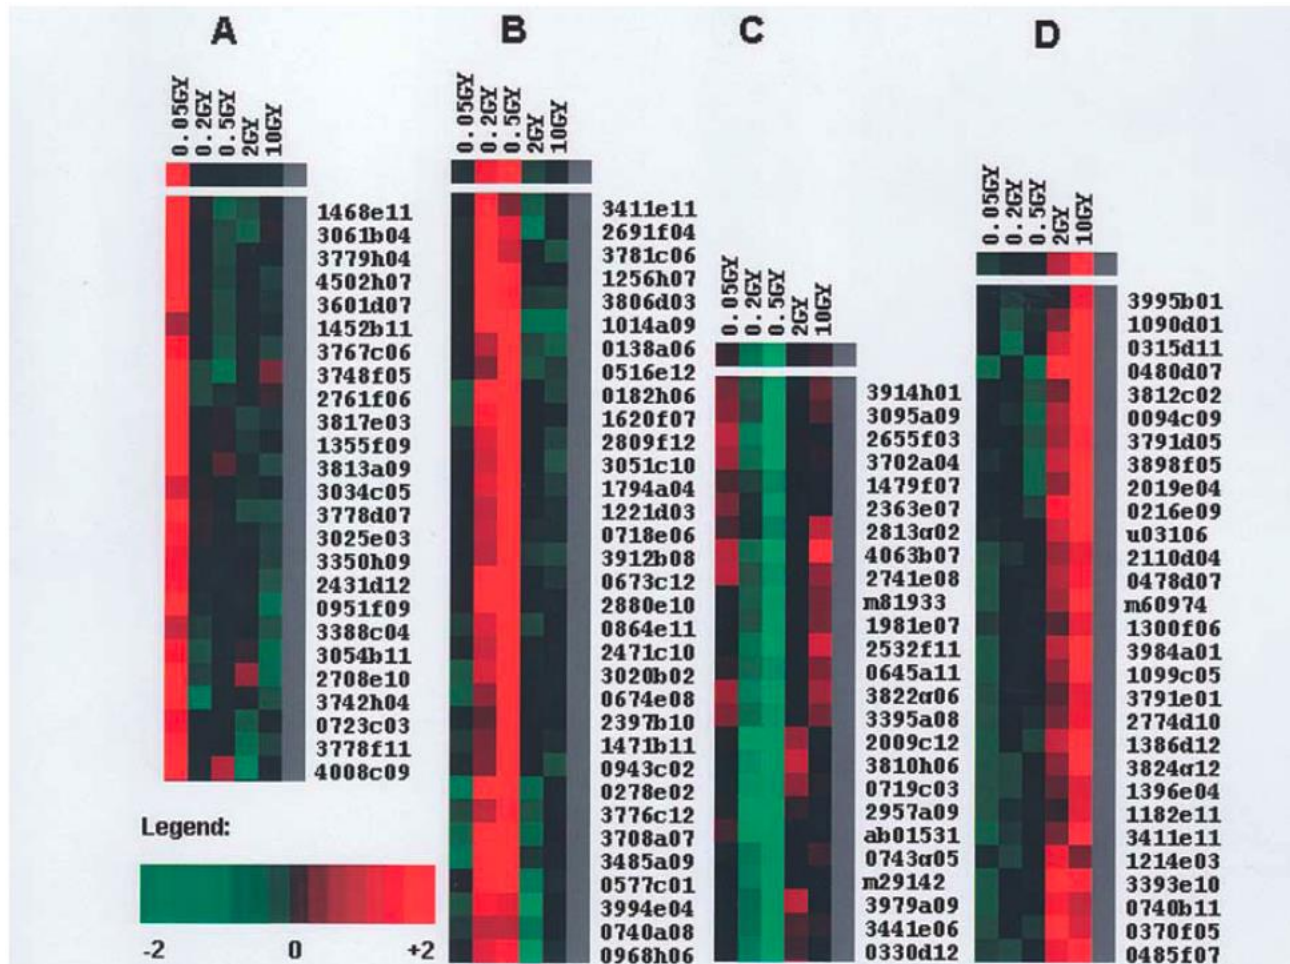 A
0.05GY
0.2GY
0.5GY
2GY
10GY
1468e11
3061b04
3779h04
4502h07
3601d07
1452b11
3767c06
3748f05
2761f06
3817e03
1355f09
3813a09
3034c05
3778d07
3025e03
3350h09
2431d12
0951f09
3388c04
3054b11
2708e10
3742h04
0723c03
3778f11
4008c09
Legend:
-2 0 +2
B
0.05GY
0.2GY
0.5GY
2GY
10GY
3411e11
2691f04
3781c06
1256h07
3806d03
1014a09
0138a06
0516e12
0182h06
1620f07
2809f12
3051c10
1794a04
1221d03
0718e06
3912b08
0673c12
2880e10
0864e11
2471c10
3020b02
0674e08
2397b10
1471b11
0943c02
0278e02
3776c12
3708a07
3485a09
0577c01
3994e04
0740a08
0968h06
C
0.05GY
0.2GY
0.5GY
2GY
10GY
3914h01
3095a09
2655f03
3702a04
1479f07
2363e07
2813g02
4063b07
2741e08
m81933
1981e07
2532f11
0645a11
3822g06
3395a08
2009c12
3810h06
0719c03
2957a09
ab01531
0743g05
m29142
3979a09
3441e06
0330d12
D
0.05GY
0.2GY
0.5GY
2GY
10GY
3995b01
1090d01
0315d11
0480d07
3812c02
0094c09
3791d05
3898f05
2019e04
0216e09
u03106
2110d04
0478d07
m60974
1300f06
3984a01
1099c05
3791e01
2774d10
1386d12
3824g12
1396e04
1182e11
3411e11
1214e03
3393e10
0740b11
0370f05
0485f07